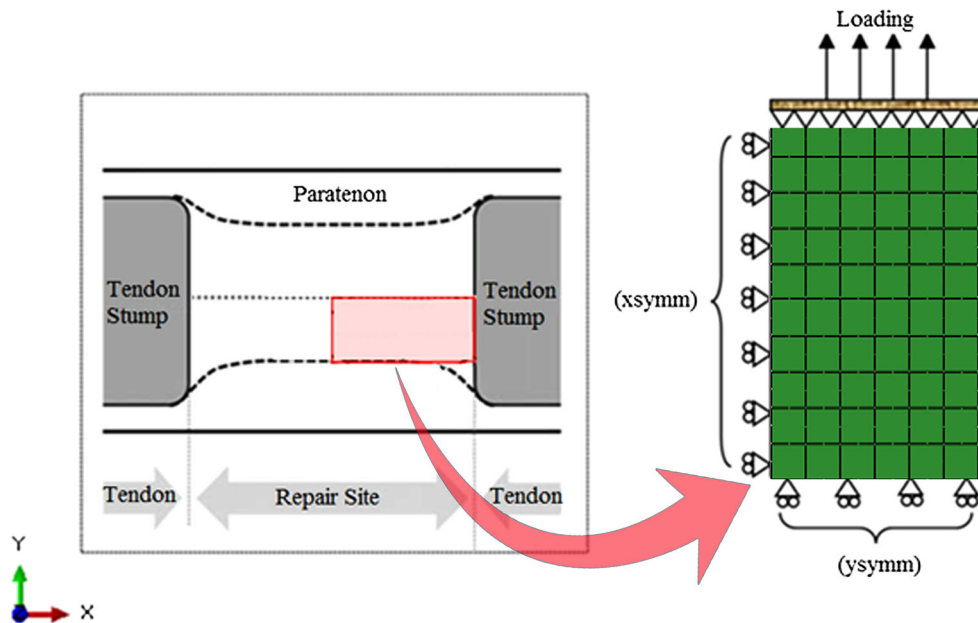 Loading
Paratenon
Tendon
Stump
Tendon
Stump
(xsymm)
Tendon
Repair Site
Tendon
(ysymm)
Y
X